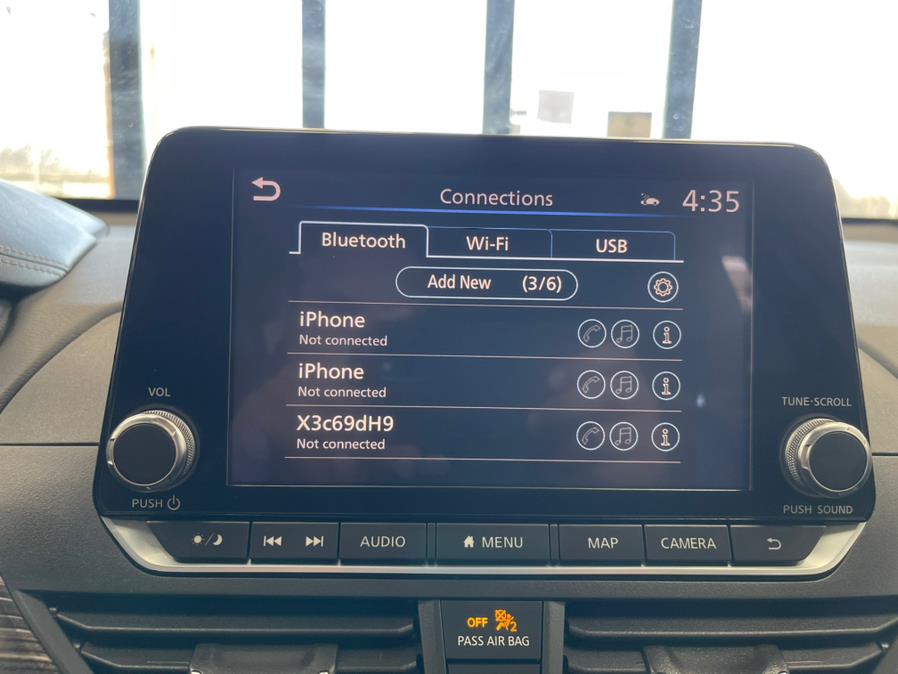 Connections 4:35
Bluetooth Wi-Fi USB
Add New (3/6)
iPhone
Not connected
iPhone
Not connected
X3c69dH9
Not connected
VOL
TUNE·SCROLL
PUSH
PUSH SOUND
AUDIO MENU MAP CAMERA
OFF 2
PASS AIR BAG